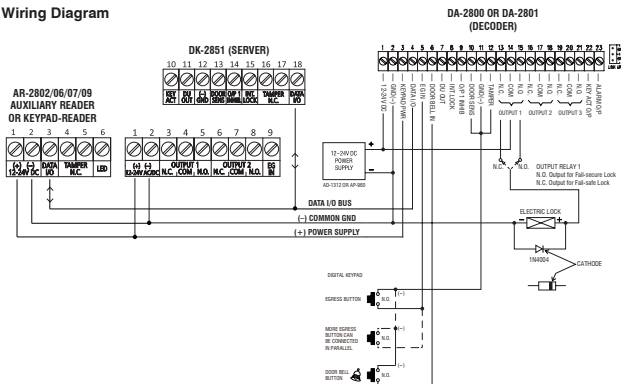 Wiring Diagram
DA-2800 OR DA-2801
(DECODER)
1 2 3 4 5 6 7 8 9 10 11 12 13 14 15 16 17 18 19 20 21 22 23
LINK
12-24V DC
GND(–)
KEYPAD PWR
DATA I/O
EG IN
DOOR BELL IN
DU OUT
INT LOCK
O/P 1 INHIB
DOOR SENS
GND(–)
TAMPER
N.C.
COM
N.O.
N.C.
COM
N.O.
N.C.
COM
N.O.
KEY ACT O/P
ALARM O/P
OUTPUT 1 OUTPUT 2 OUTPUT 3
DK-2851 (SERVER)
10 11 12 13 14 15 16 17 18
KEY ACT
DU OUT
(–) GND
DOOR SENS
O/P 1 INHIB.
INT. LOCK
TAMPER N.C.
DATA I/O
AR-2802/06/07/09
AUXILIARY READER
OR KEYPAD-READER
1 2 3 4 5 6
(+) (–)
12-24V DC
DATA I/O
TAMPER N.C.
LED
1 2 3 4 5 6 7 8 9
(+) (–)
12-24V AC/DC
OUTPUT 1
N.C. COM N.O.
OUTPUT 2
N.C. COM N.O.
EG IN
+
12–24V DC
POWER
SUPPLY
–
AD-1312 OR AP-960
N.C. N.O.
OUTPUT RELAY 1
N.O. Output for Fail-secure Lock
N.C. Output for Fail-safe Lock
DATA I/O BUS
(–) COMMON GND
(+) POWER SUPPLY
ELECTRIC LOCK
– +
1N4004
CATHODE
DIGITAL KEYPAD
EGRESS BUTTON
N.O.
(–)
MORE EGRESS
BUTTON CAN
BE CONNECTED
IN PARALLEL
N.O.
(–)
DOOR BELL
BUTTON
N.O.
(–)